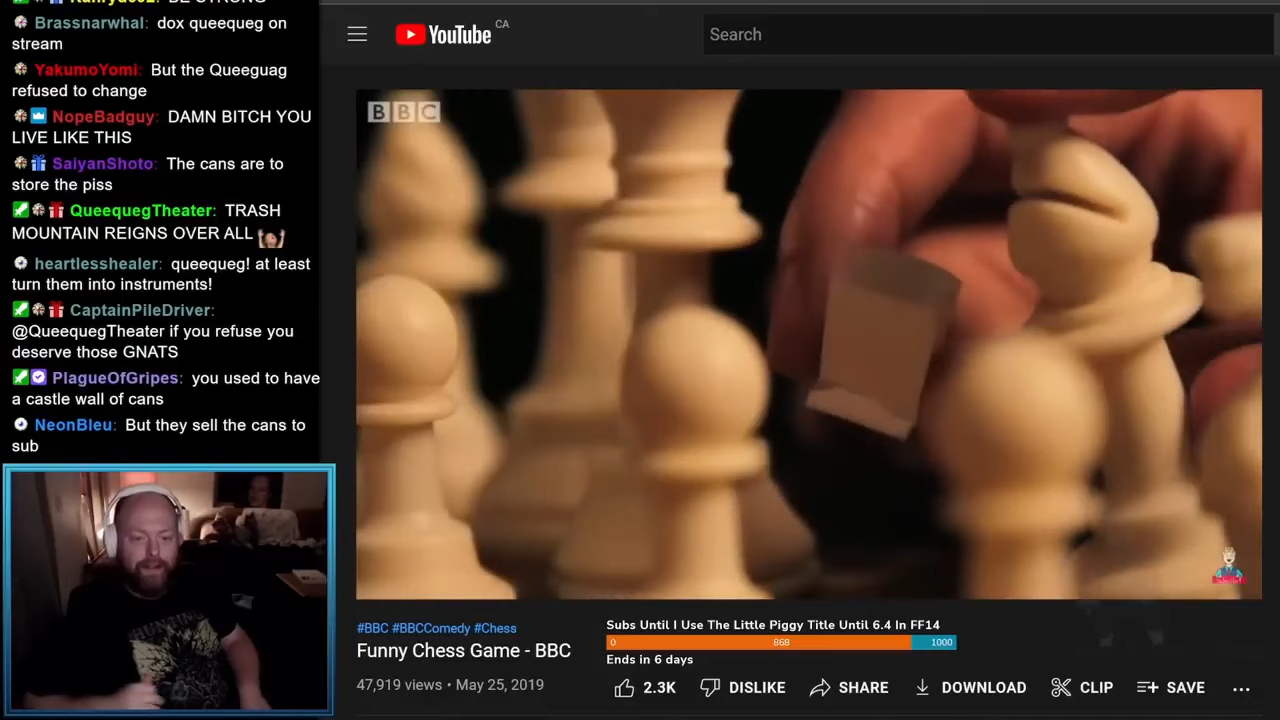 Brassnarwhal: dox queequeg on
stream
YakumoYomi: But the Queeguag
refused to change
NopeBadguy: DAMN BITCH YOU
LIVE LIKE THIS
SaiyanShoto: The cans are to
store the piss
QueequegTheater: TRASH
MOUNTAIN REIGNS OVER ALL
heartlesshealer: queequeg! at least
turn them into instruments!
CaptainPileDriver:
@QueequegTheater if you refuse you
deserve those GNATS
PlagueOfGripes: you used to have
a castle wall of cans
NeonBleu: But they sell the cans to
sub
YouTube CA
Search
BBC
#BBC #BBCComedy #Chess
Funny Chess Game - BBC
47,919 views • May 25, 2019
Subs Until I Use The Little Piggy Title Until 6.4 In FF14
0 868 1000
Ends in 6 days
2.3K DISLIKE SHARE DOWNLOAD CLIP SAVE